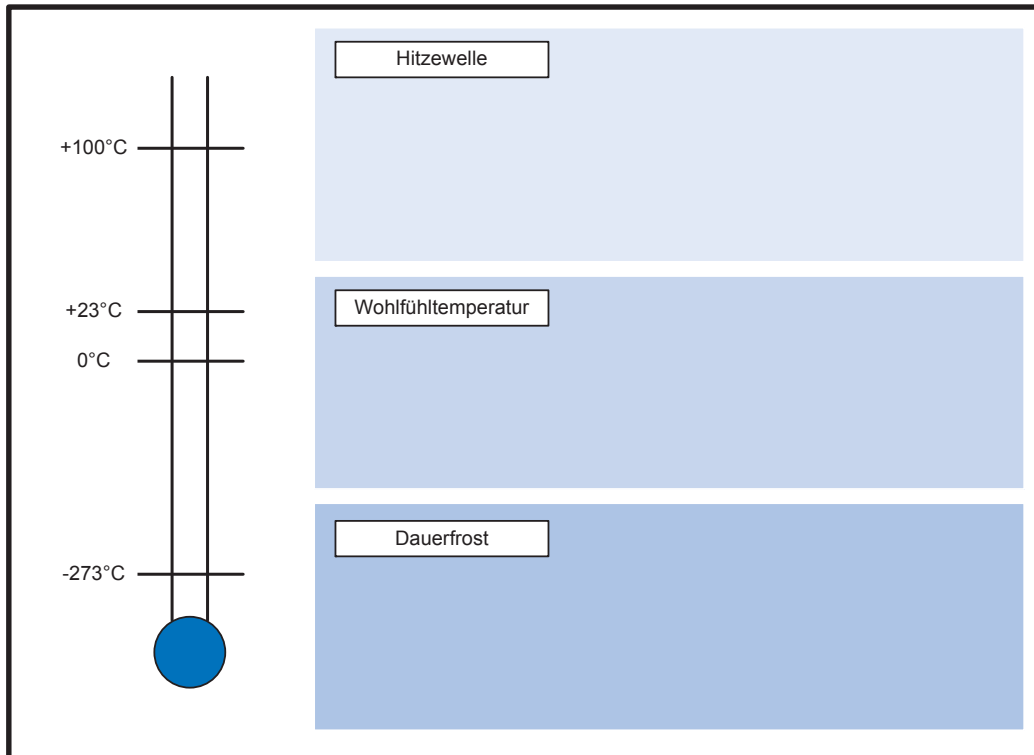 Hitzewelle
+100°C
+23°C
Wohlfühltemperatur
0°C
Dauerfrost
-273°C